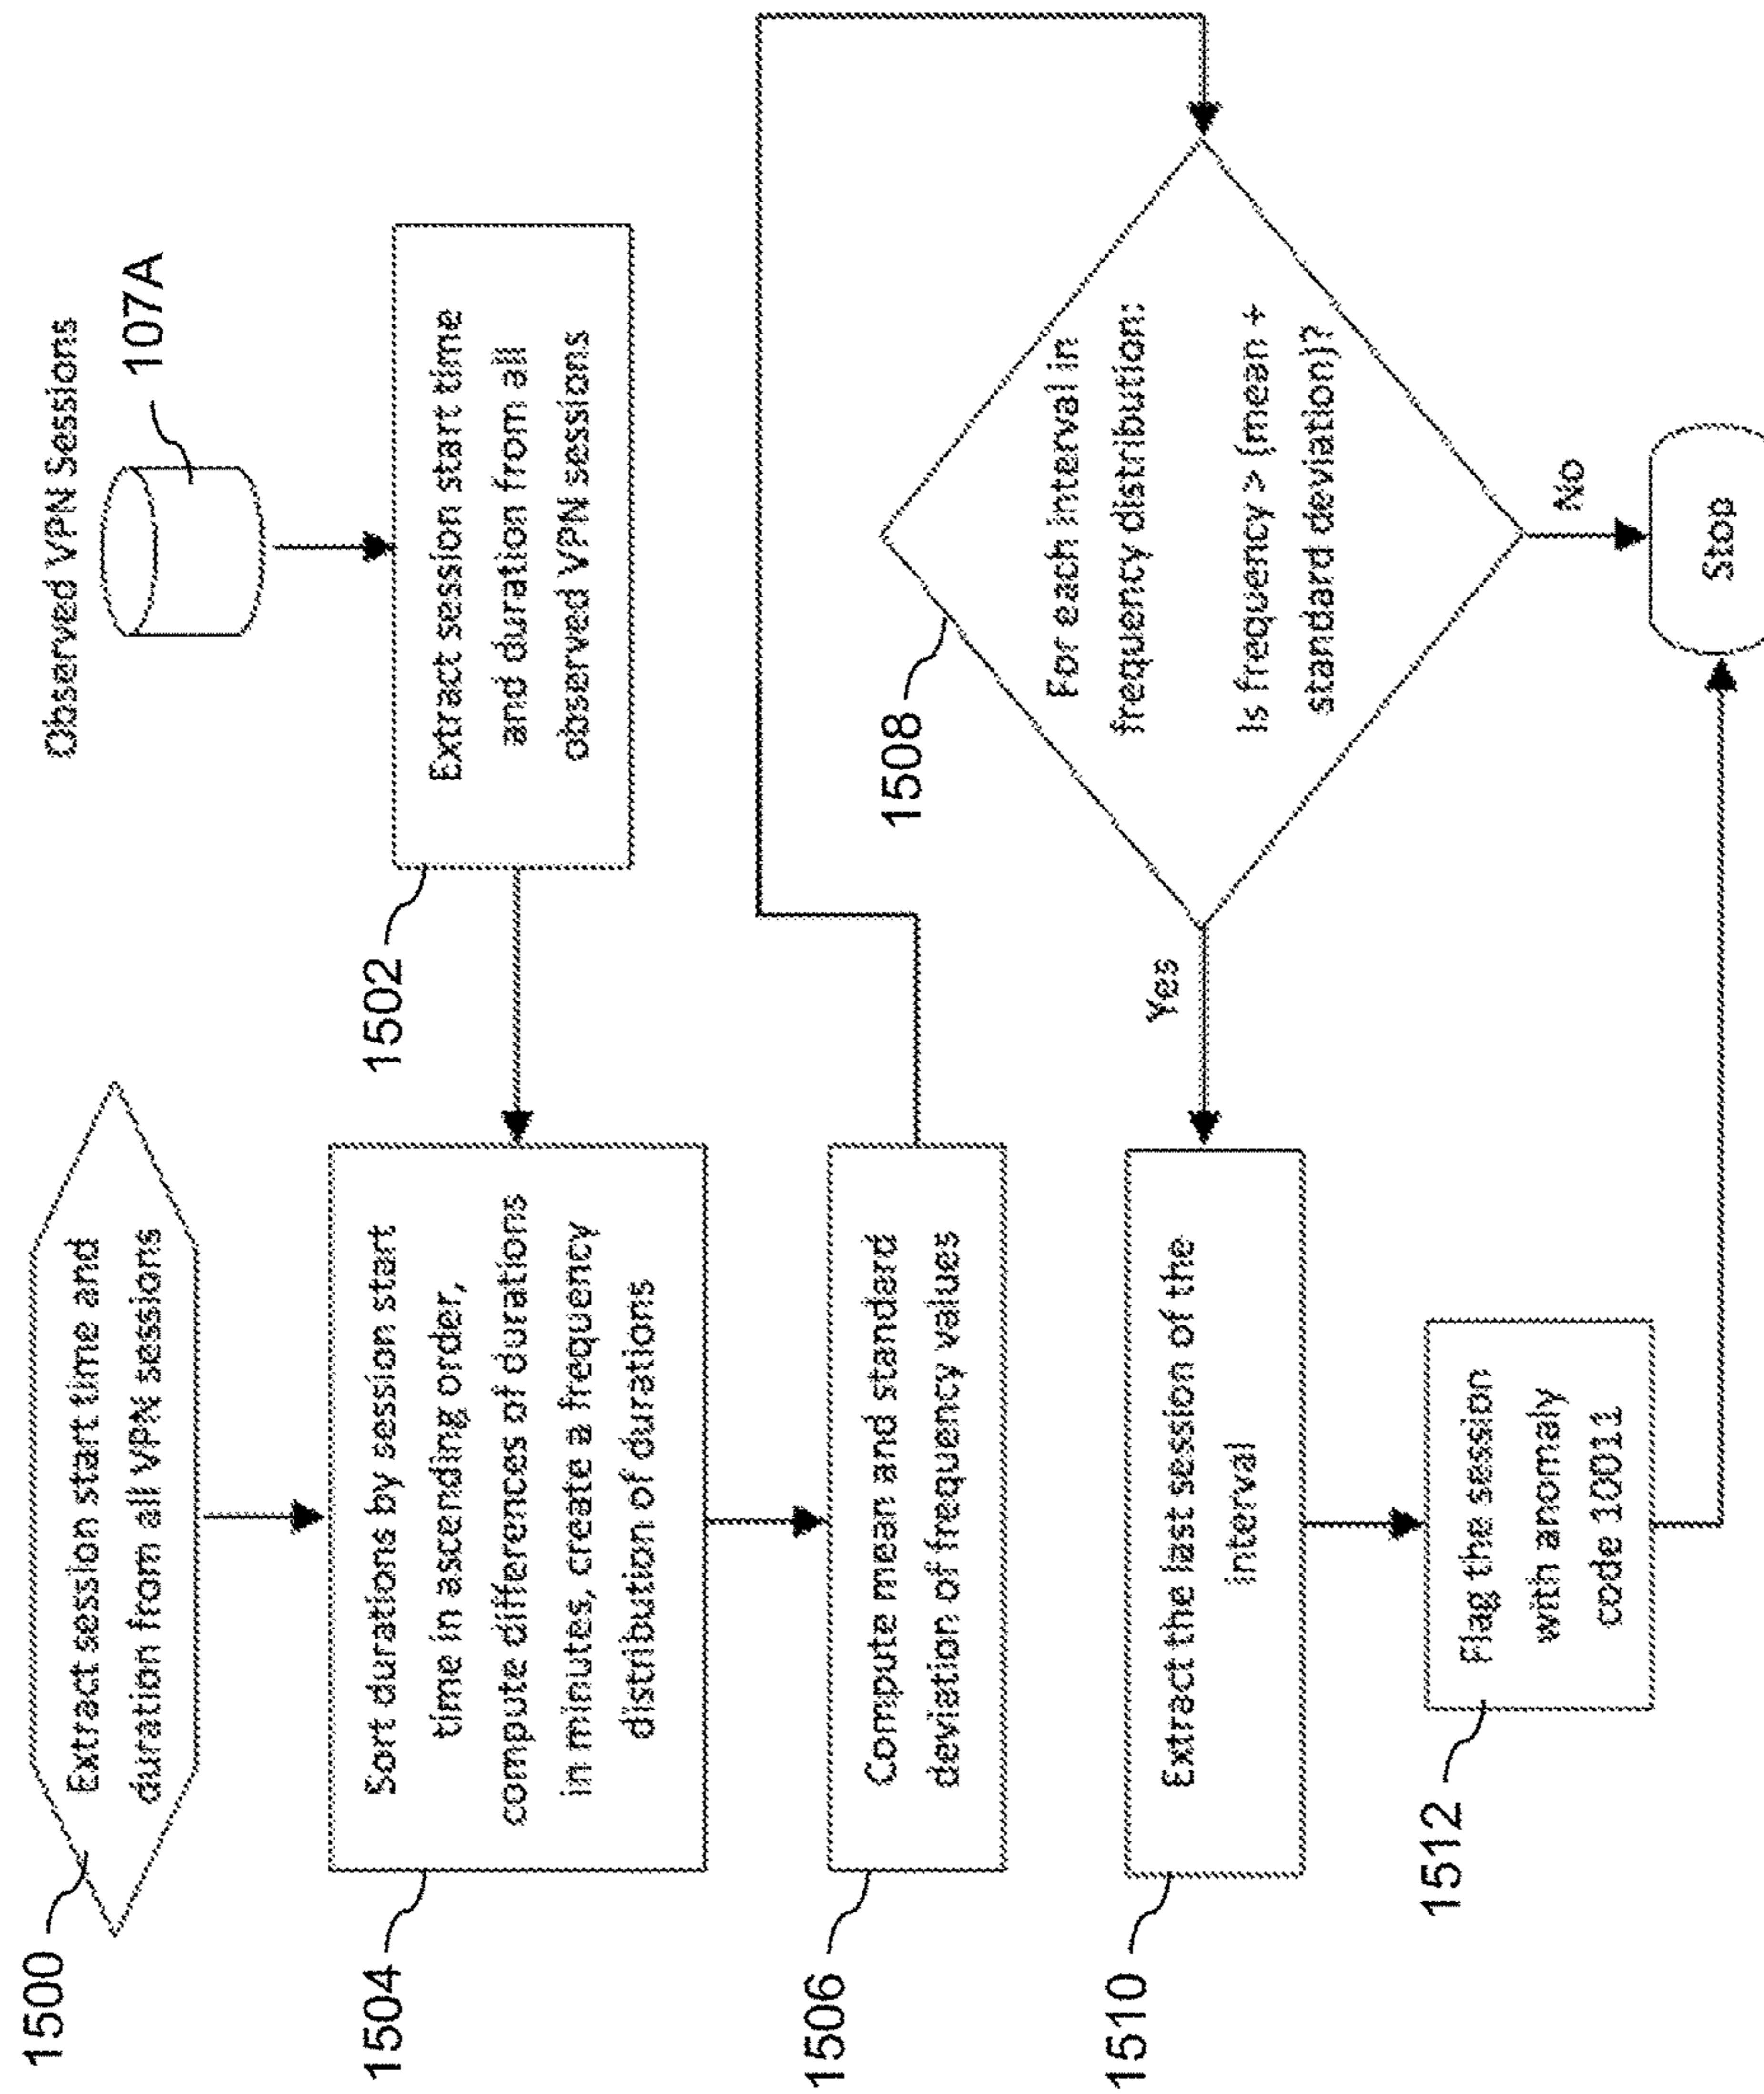 1500
Extract session start time and
duration from all VPN sessions
Observed VPN Sessions
107A
1502
Extract session start time
and duration from all
observed VPN sessions
1504
Sort durations by session start
time in ascending order,
compute differences of durations
in minutes, create a frequency
distribution of durations
1506
Compute mean and standard
deviation of frequency values
1508
For each interval in
frequency distribution:
Is frequency > (mean +
standard deviation)?
Yes
No
1510
Extract the last session of the
interval
1512
Flag the session
with anomaly
code 10011
Stop